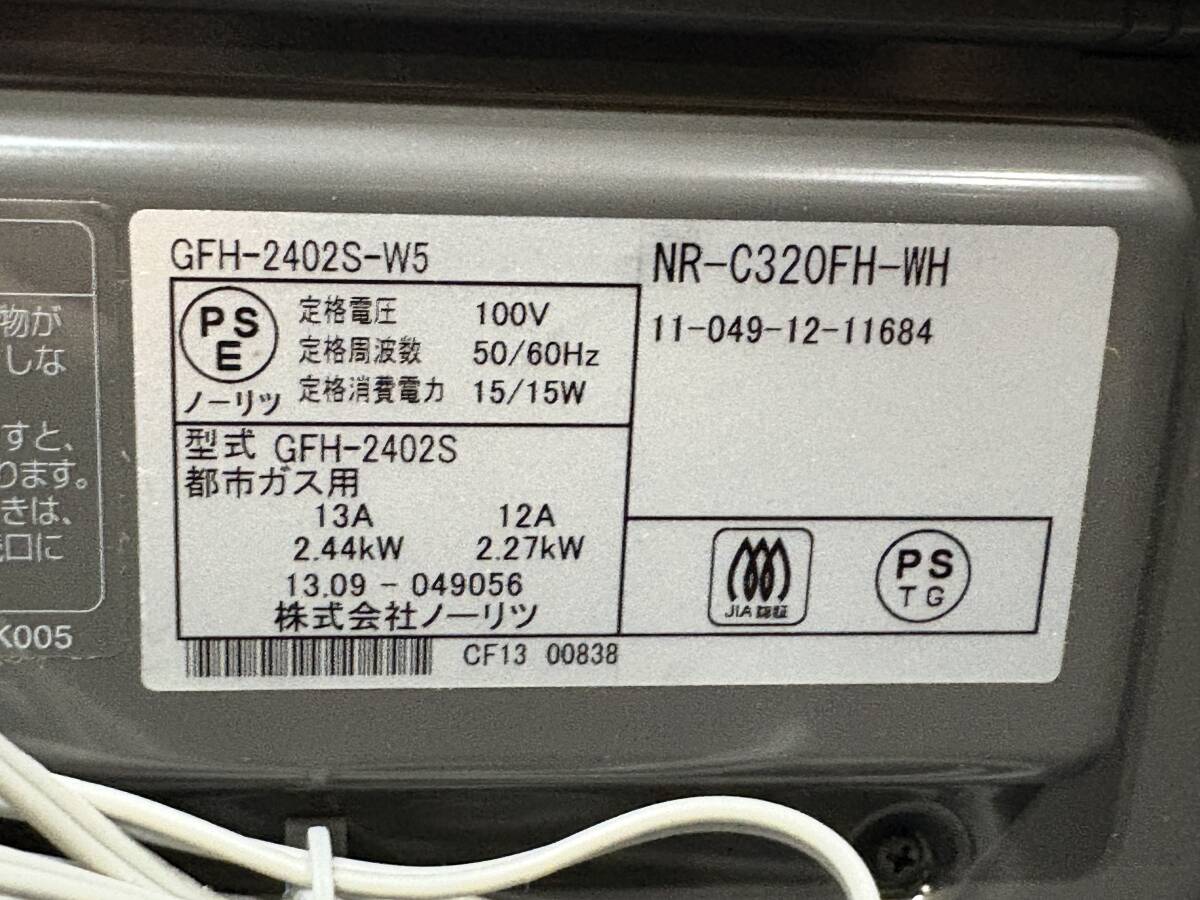 物が
しな
すと、
ります。
きは、
口に
K005
GFH-2402S-W5
PS
E
ノーリツ
定格電圧 100V
定格周波数 50/60Hz
定格消費電力 15/15W
型式 GFH-2402S
都市ガス用
13A 12A
2.44kW 2.27kW
13.09 - 049056
株式会社ノーリツ
CF13 00838
NR-C320FH-WH
11-049-12-11684
JIA 認証
PS
TG